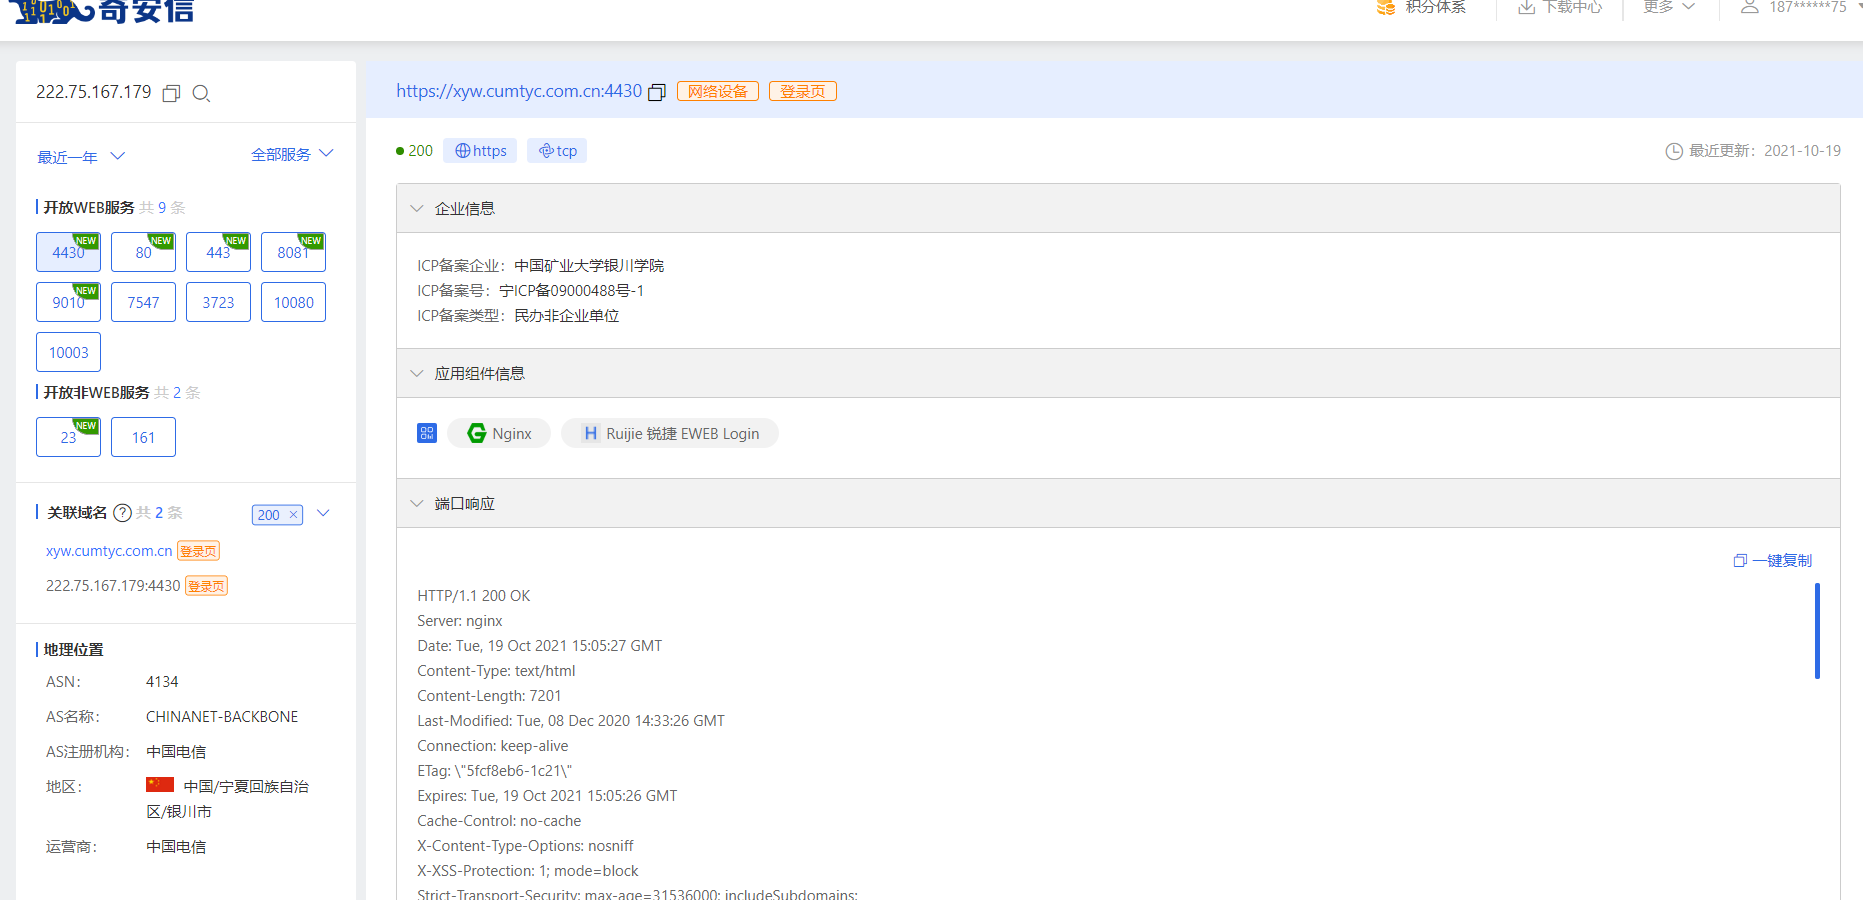 奇安信
积分体系
下载中心
更多
187******75
222.75.167.179
最近一年
全部服务
开放WEB服务 共 9 条
4430 NEW
80 NEW
443 NEW
8081 NEW
9010 NEW
7547
3723
10080
10003
开放非WEB服务 共 2 条
23 NEW
161
关联域名 ? 共 2 条
200 ×
xyw.cumtyc.com.cn 登录页
222.75.167.179:4430 登录页
地理位置
ASN: 4134
AS名称: CHINANET-BACKBONE
AS注册机构: 中国电信
地区: 中国/宁夏回族自治
区/银川市
运营商: 中国电信
https://xyw.cumtyc.com.cn:4430 网络设备 登录页
200 https tcp
最近更新: 2021-10-19
企业信息
ICP备案企业: 中国矿业大学银川学院
ICP备案号: 宁ICP备09000488号-1
ICP备案类型: 民办非企业单位
应用组件信息
Nginx
H Ruijie 锐捷 EWEB Login
端口响应
一键复制
HTTP/1.1 200 OK
Server: nginx
Date: Tue, 19 Oct 2021 15:05:27 GMT
Content-Type: text/html
Content-Length: 7201
Last-Modified: Tue, 08 Dec 2020 14:33:26 GMT
Connection: keep-alive
ETag: \"5fcf8eb6-1c21\"
Expires: Tue, 19 Oct 2021 15:05:26 GMT
Cache-Control: no-cache
X-Content-Type-Options: nosniff
X-XSS-Protection: 1; mode=block
Strict-Transport-Security: max-age=31536000; includeSubdomains;